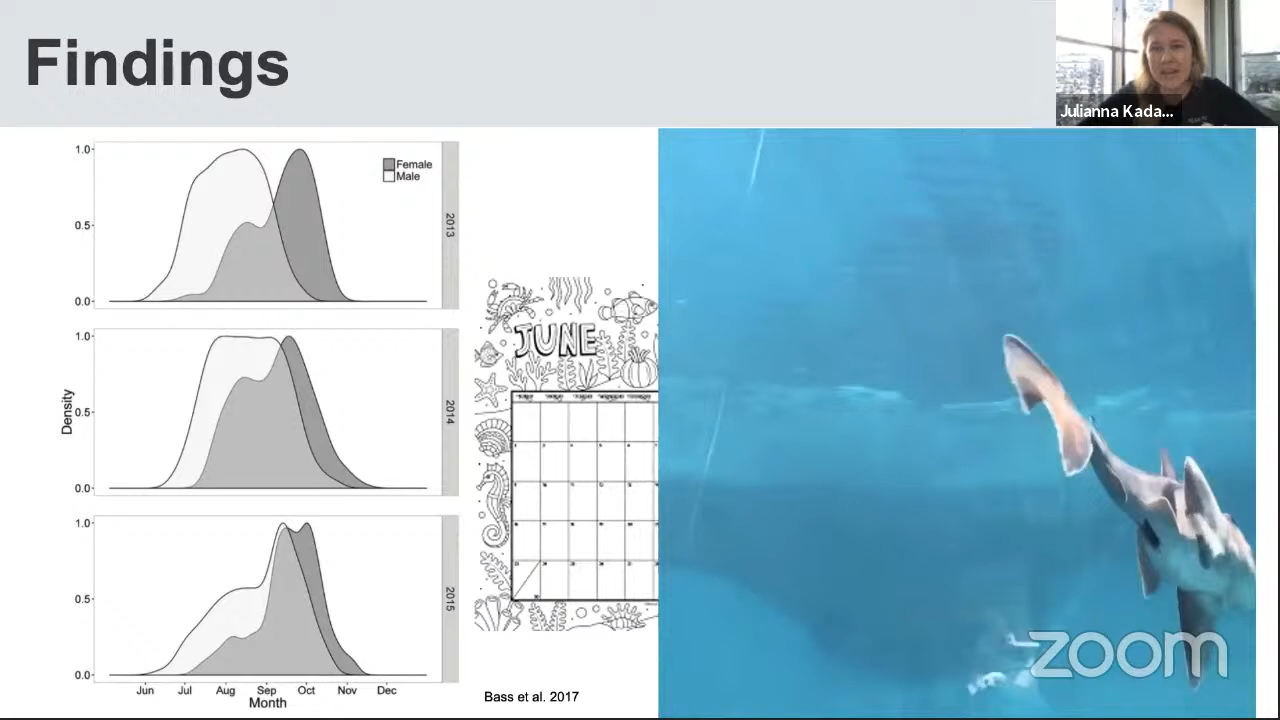 Findings
Julianna Kada...
1.0
0.5
0.0
Female
Male
2013
1.0
0.5
0.0
2014
Density
1.0
0.5
0.0
2015
Jun Jul Aug Sep Oct Nov Dec
Month
JUNE
Bass et al. 2017
zoom